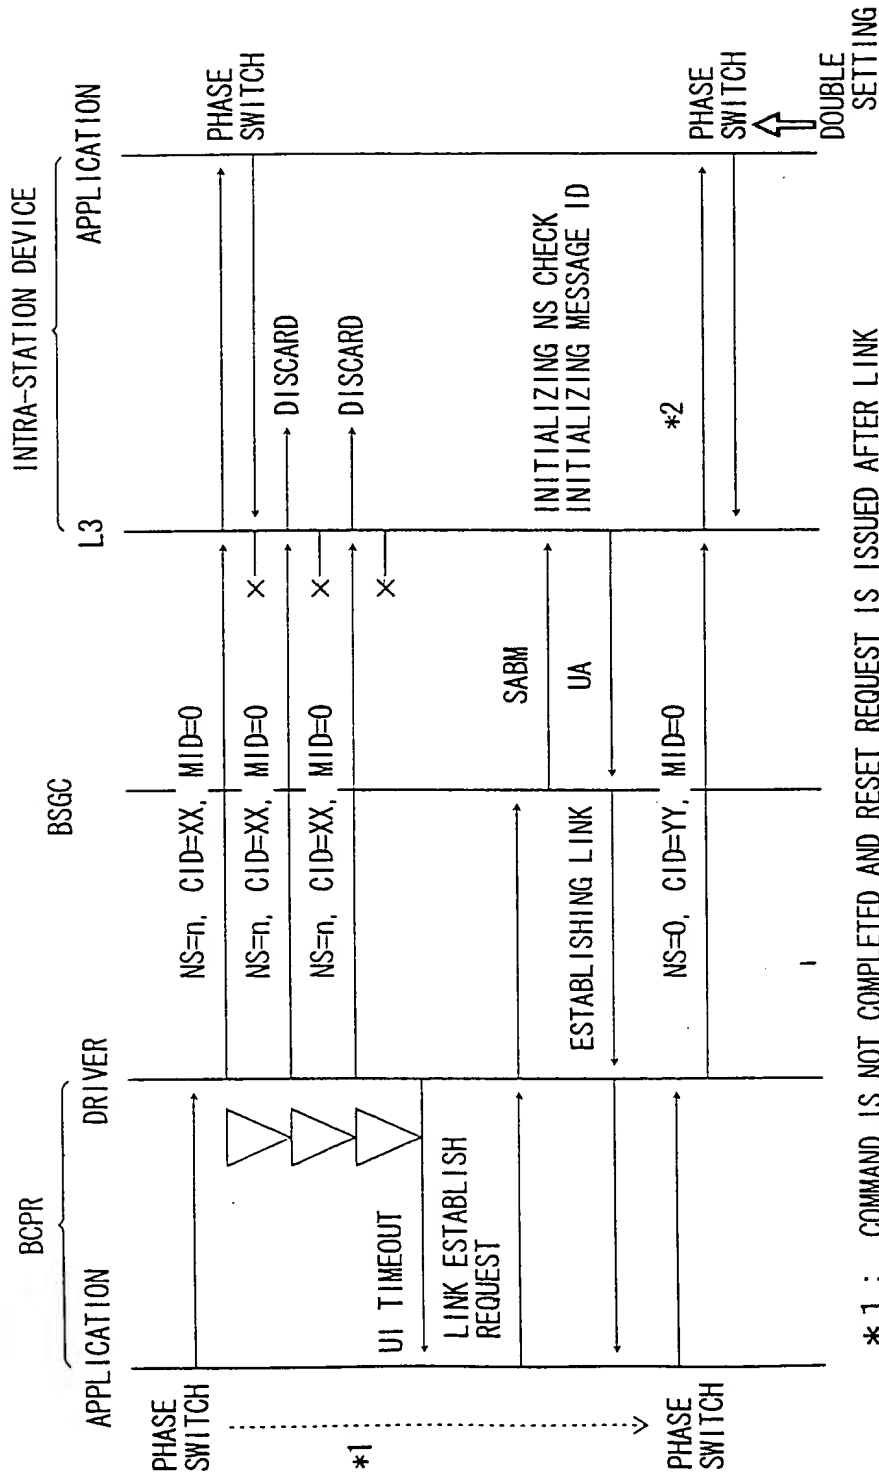 BCPR
BSGC
INTRA-STATION DEVICE
APPLICATION
DRIVER
L3
APPLICATION
PHASE
SWITCH
NS=n, CID=XX, MID=0
PHASE
SWITCH
NS=n, CID=XX, MID=0
DISCARD
NS=n, CID=XX, MID=0
DISCARD
*1
UI TIMEOUT
LINK ESTABLISH
REQUEST
SABM
INITIALIZING NS CHECK
INITIALIZING MESSAGE ID
ESTABLISHING LINK
UA
PHASE
SWITCH
NS=0, CID=YY, MID=0
*2
PHASE
SWITCH
DOUBLE
SETTING
*1 : COMMAND IS NOT COMPLETED AND RESET REQUEST IS ISSUED AFTER LINK